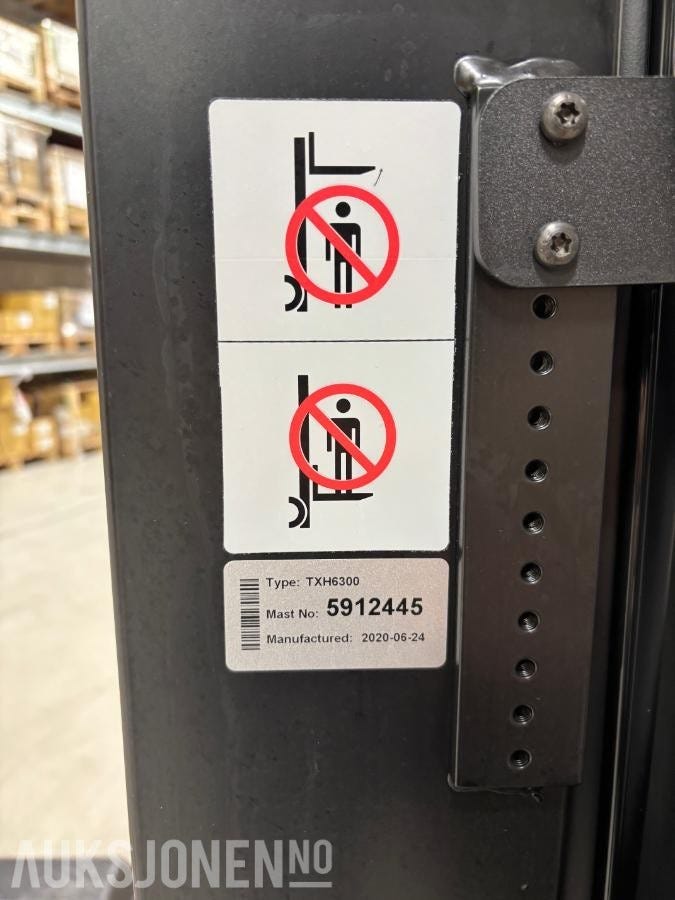 Type: TXH6300
Mast No: 5912445
Manufactured: 2020-06-24
AUKSJONEN NO